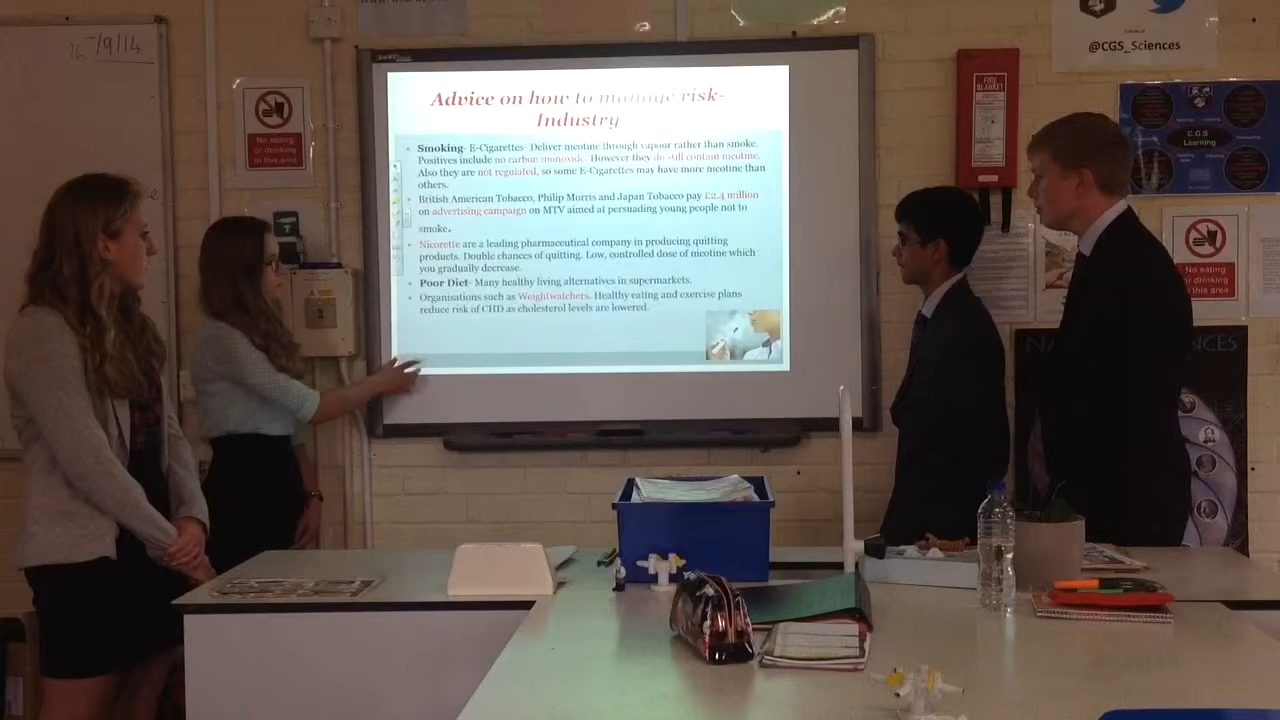 16/9/14
No eating
or drinking
in this area
Advice on how to manage risk-
Industry
Smoking- E-Cigarettes- Deliver nicotine through vapour rather than smoke.
Positives include no carbon monoxide. However they do still contant nicotine.
Also they are not regulated, so some E-Cigarettes may have more nicotine than
others.
British American Tobacco, Philip Morris and Japan Tobacco pay £2.4 million
on advertising campaign on MTV aimed at persuading young people not to
smoke.
Nicorette are a leading pharmaceutical company in producing quitting
products. Double chances of quitting. Low, controlled dose of nicotine which
you gradually decrease.
Poor Diet- Many healthy living alternatives in supermarkets.
Organisations such as Weightwatchers. Healthy eating and exercise plans
reduce risk of CHD as cholesterol levels are lowered.
FIRE
BLANKET
@CGS_Sciences
C.G.S
Learning
No eating
or drinking
in this area
NA
NCES